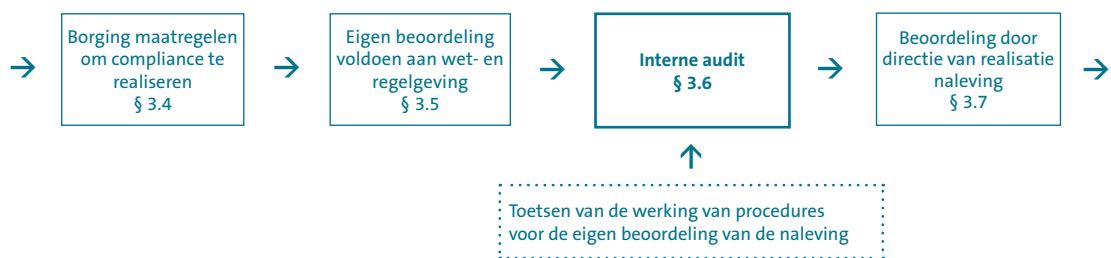 Borging maatregelen
om compliance te
realiseren
§ 3.4
Eigen beoordeling
voldoen aan wet- en
regelgeving
§ 3.5
Interne audit
§ 3.6
Beoordeling door
directie van realisatie
naleving
§ 3.7
Toetsen van de werking van procedures
voor de eigen beoordeling van de naleving